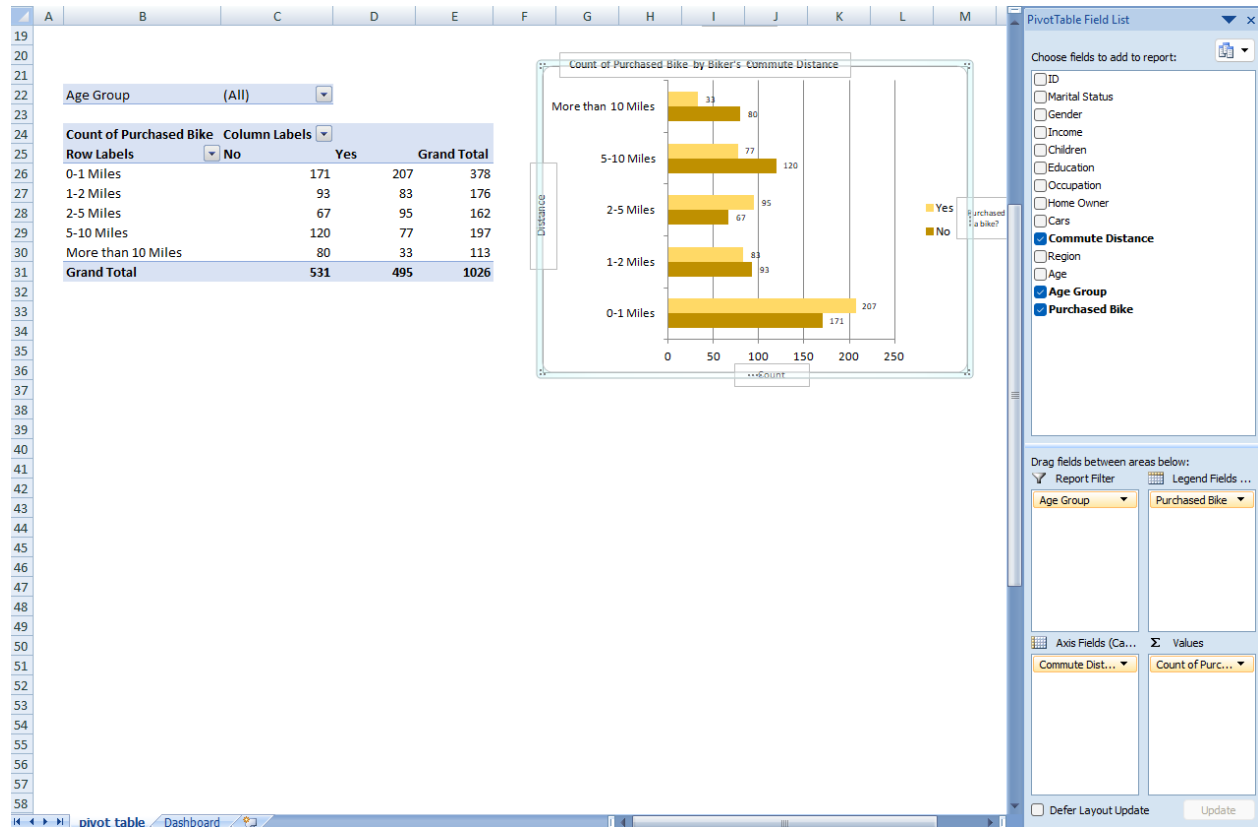 A B C D E F G H I J K L M
19
20
21
22 Age Group (All)
23
24 Count of Purchased Bike Column Labels
25 Row Labels No Yes Grand Total
26 0-1 Miles 171 207 378
27 1-2 Miles 93 83 176
28 2-5 Miles 67 95 162
29 5-10 Miles 120 77 197
30 More than 10 Miles 80 33 113
31 Grand Total 531 495 1026
32
33
34
35
36
37
38
39
40
41
42
43
44
45
46
47
48
49
50
51
52
53
54
55
56
57
58
Count of Purchased Bike by Biker's Commute Distance
More than 10 Miles 33
80
5-10 Miles 77
120
2-5 Miles 95
67
1-2 Miles 83
93
0-1 Miles 207
171
0 50 100 150 200 250
Count
Distance
Yes
No
Purchased
a bike?
PivotTable Field List
Choose fields to add to report:
ID
Marital Status
Gender
Income
Children
Education
Occupation
Home Owner
Cars
Commute Distance
Region
Age
Age Group
Purchased Bike
Drag fields between areas below:
Report Filter Legend Fields ...
Age Group Purchased Bike
Axis Fields (Ca... Σ Values
Commute Dist... Count of Purc...
Defer Layout Update Update
pivot table Dashboard